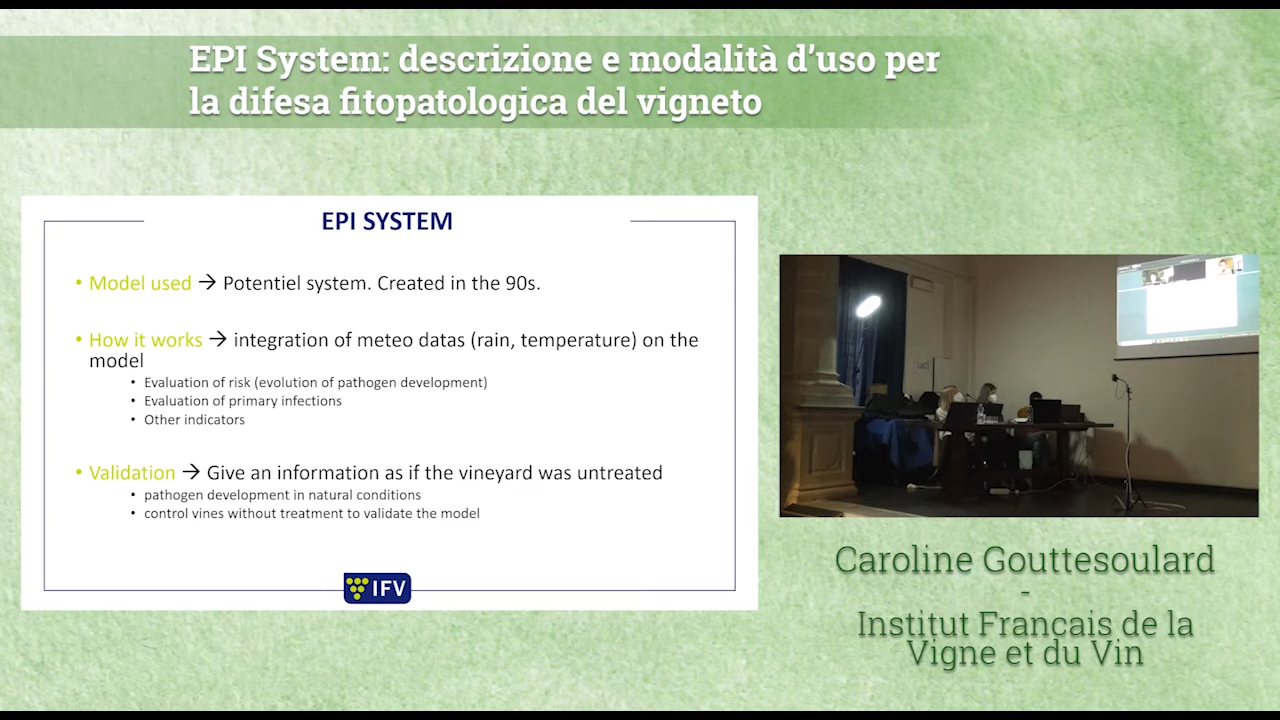 EPI System: descrizione e modalità d’uso per
la difesa fitopatologica del vigneto
EPI SYSTEM
• Model used → Potentiel system. Created in the 90s.
• How it works → integration of meteo datas (rain, temperature) on the
model
• Evaluation of risk (evolution of pathogen development)
• Evaluation of primary infections
• Other indicators
• Validation → Give an information as if the vineyard was untreated
• pathogen development in natural conditions
• control vines without treatment to validate the model
IFV
Caroline Gouttesoulard
-
Institut Francais de la
Vigne et du Vin